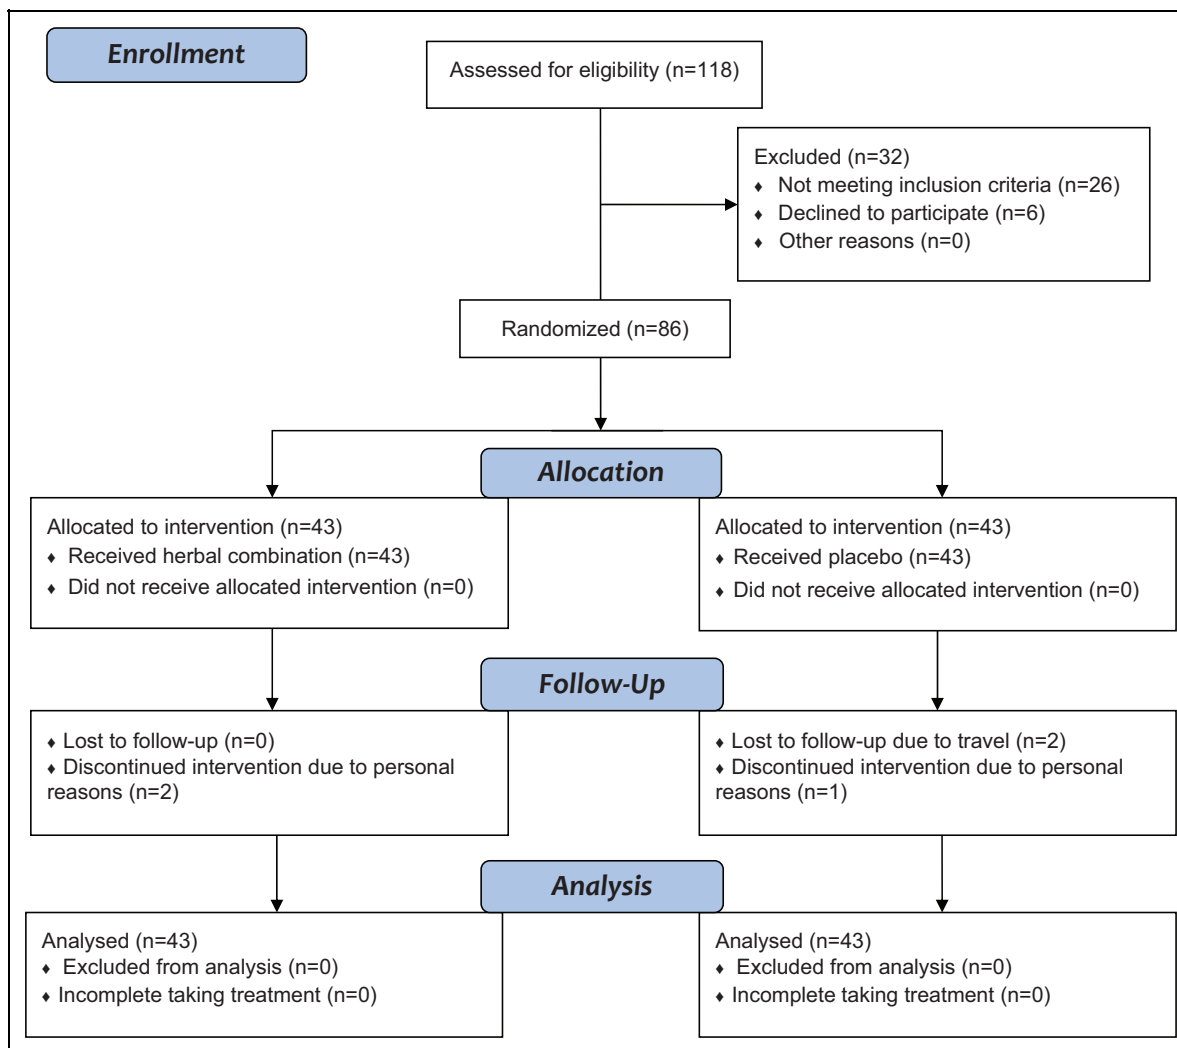 Enrollment
Assessed for eligibility (n=118)
Excluded (n=32)
♦ Not meeting inclusion criteria (n=26)
♦ Declined to participate (n=6)
♦ Other reasons (n=0)
Randomized (n=86)
Allocation
Allocated to intervention (n=43)
♦ Received herbal combination (n=43)
♦ Did not receive allocated intervention (n=0)
Allocated to intervention (n=43)
♦ Received placebo (n=43)
♦ Did not receive allocated intervention (n=0)
Follow-Up
♦ Lost to follow-up (n=0)
♦ Discontinued intervention due to personal
reasons (n=2)
♦ Lost to follow-up due to travel (n=2)
♦ Discontinued intervention due to personal
reasons (n=1)
Analysis
Analysed (n=43)
♦ Excluded from analysis (n=0)
♦ Incomplete taking treatment (n=0)
Analysed (n=43)
♦ Excluded from analysis (n=0)
♦ Incomplete taking treatment (n=0)